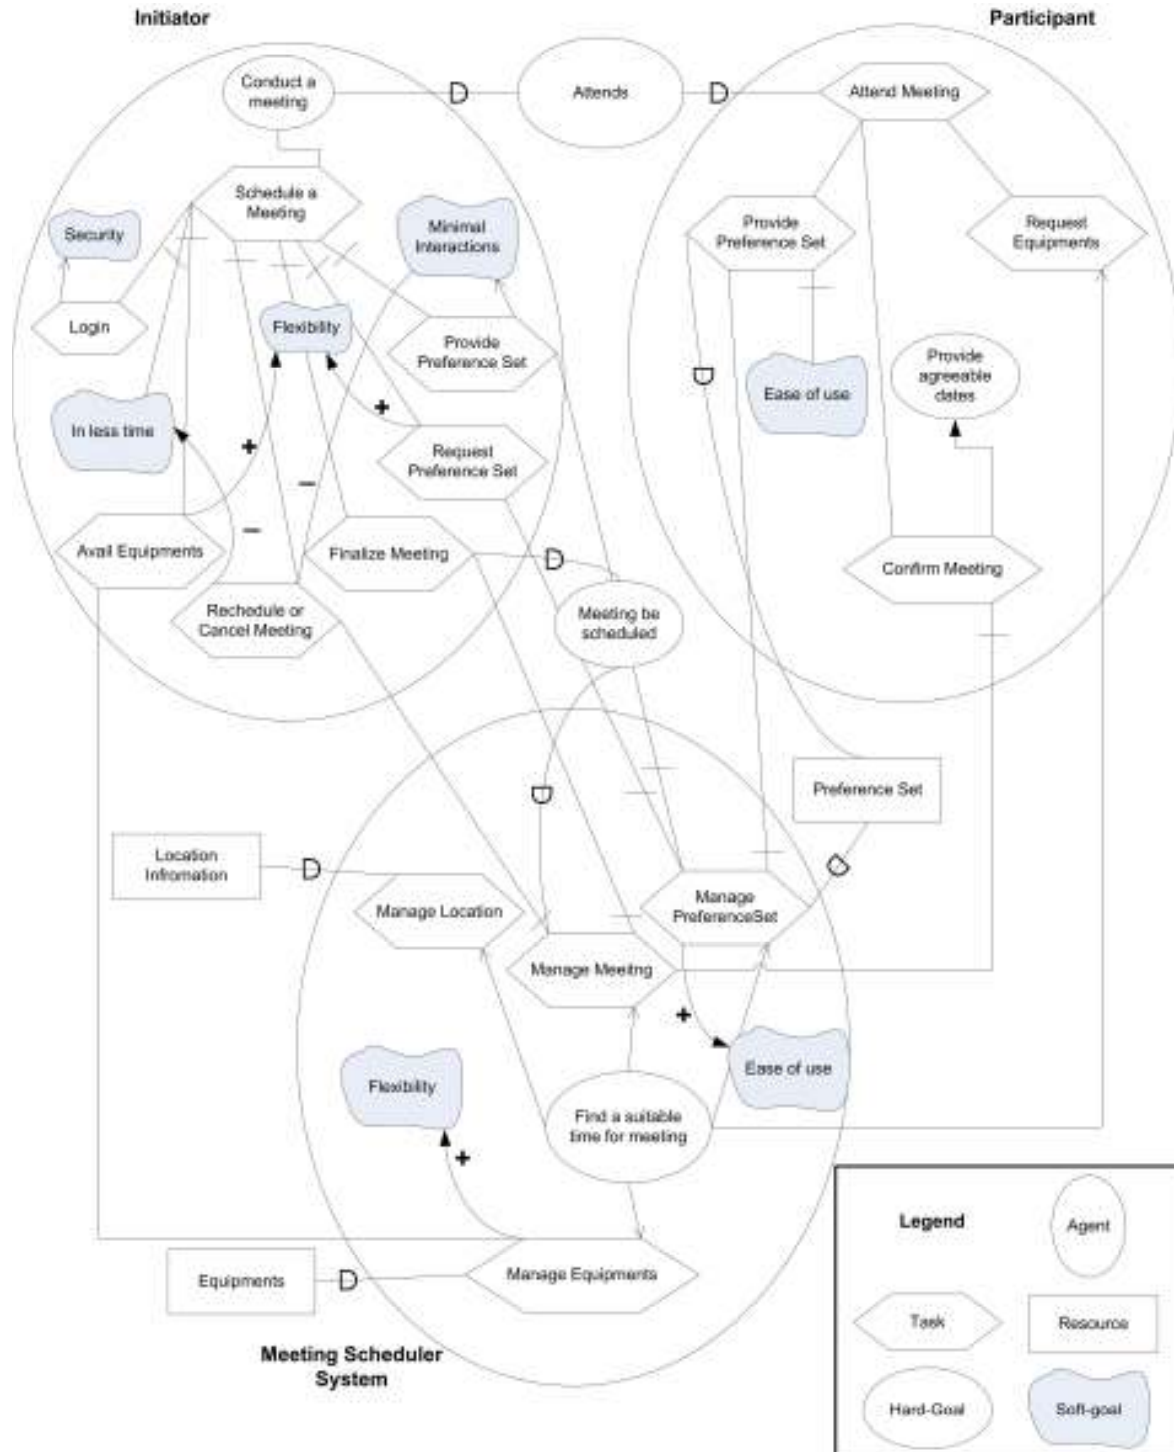 Initiator
Participant
Conduct a
meeting
D
Attends
D
Attend Meeting
Schedule a
Meeting
Minimal
Interactions
Security
Provide
Preference Set
Request
Equipments
Login
Flexibility
Provide
Preference Set
Provide
agreeable
dates
D
Ease of use
+
In less time
+
Request
Preference Set
−
−
Avail Equipments
Finalize Meeting
D
Confirm Meeting
Rechedule or
Cancel Meeting
Meeting be
scheduled
D
Preference Set
Location
Infromation
D
D
Manage Location
Manage
PreferenceSet
Manage Meeitng
+
Flexibility
Ease of use
Find a suitable
time for meeting
+
Equipments
D
Manage Equipments
Meeting Scheduler
System
Legend
Agent
Task
Resource
Hard-Goal
Soft-goal